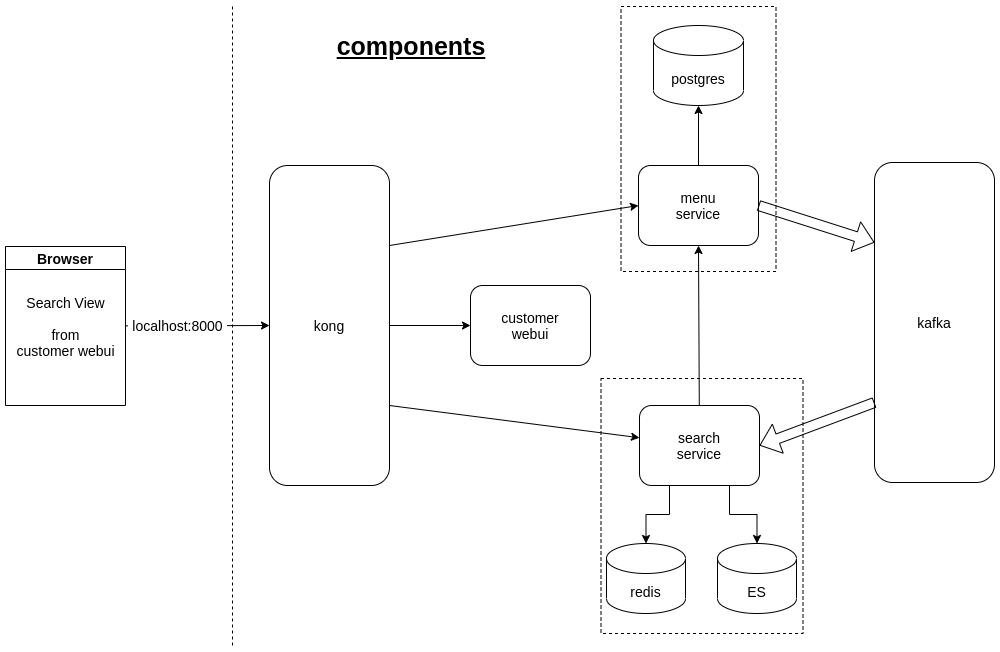 components
Browser
Search View
from
customer webui
localhost:8000
kong
customer
webui
postgres
menu
service
search
service
redis
ES
kafka